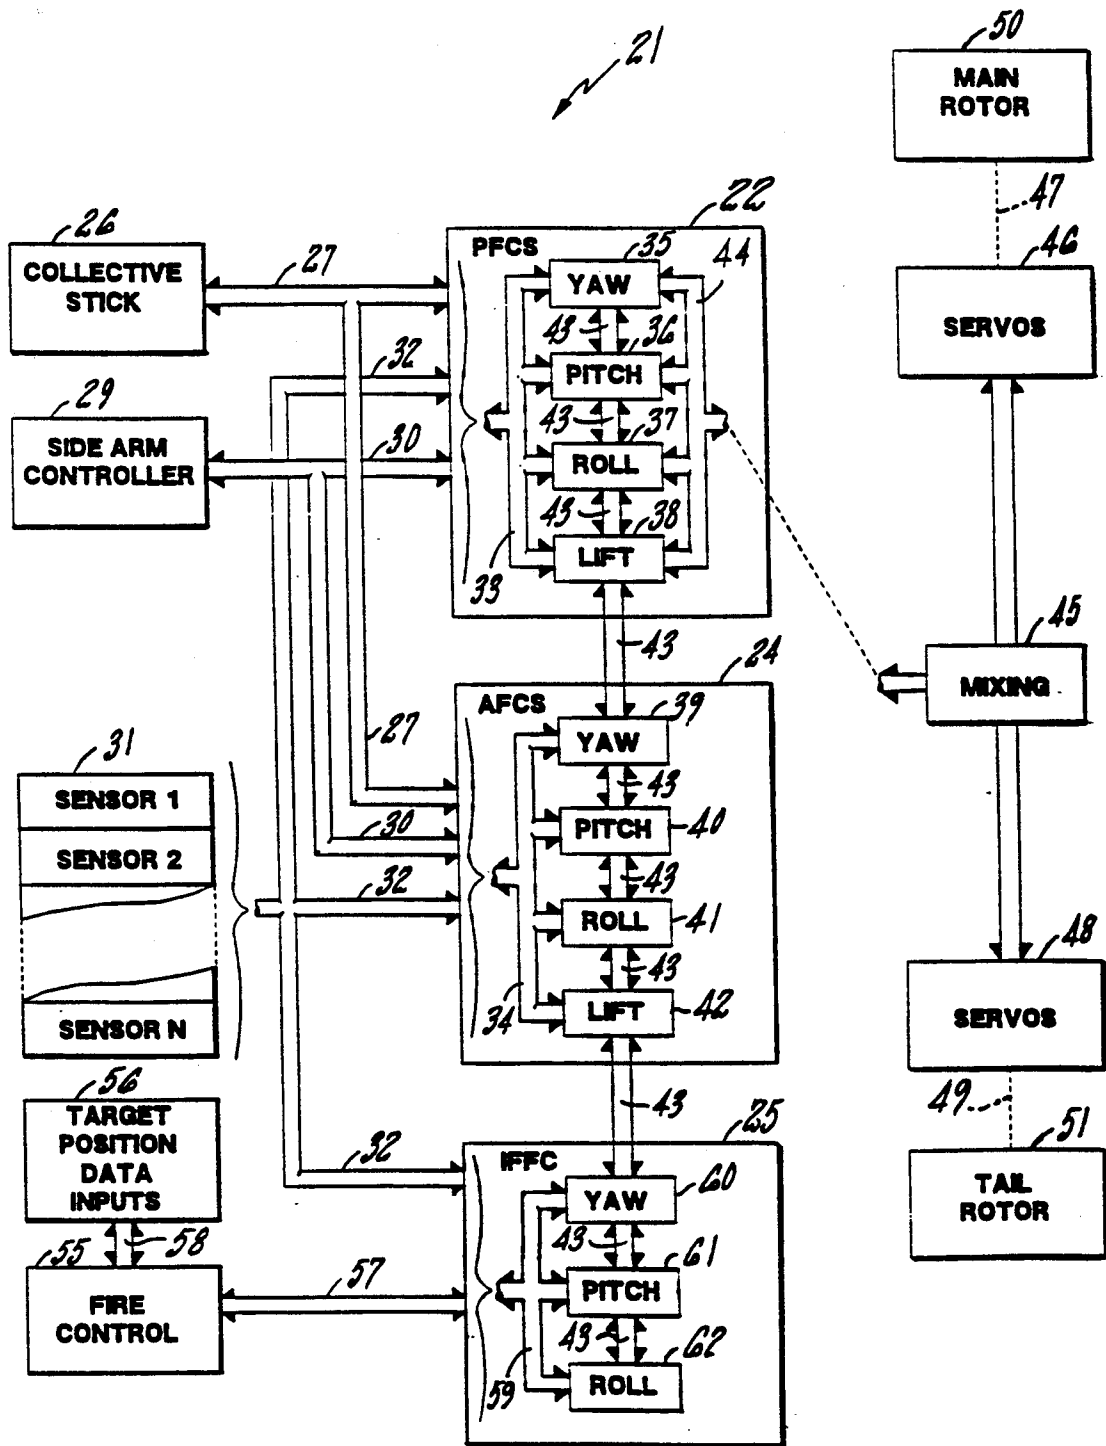 21
50
MAIN
ROTOR
47
46
SERVOS
26
COLLECTIVE
STICK
27
22
PFCS
35
YAW
44
43
36
PITCH
32
29
SIDE ARM
CONTROLLER
30
43
37
ROLL
43
38
LIFT
33
43
45
MIXING
24
AFCS
39
YAW
27
43
31
SENSOR 1
SENSOR 2
SENSOR N
PITCH
40
30
43
32
ROLL
41
43
34
LIFT
42
48
SERVOS
49
51
TAIL
ROTOR
43
25
IFFC
56
TARGET
POSITION
DATA
INPUTS
32
YAW
60
58
55
FIRE
CONTROL
57
43
61
PITCH
43
62
ROLL
59